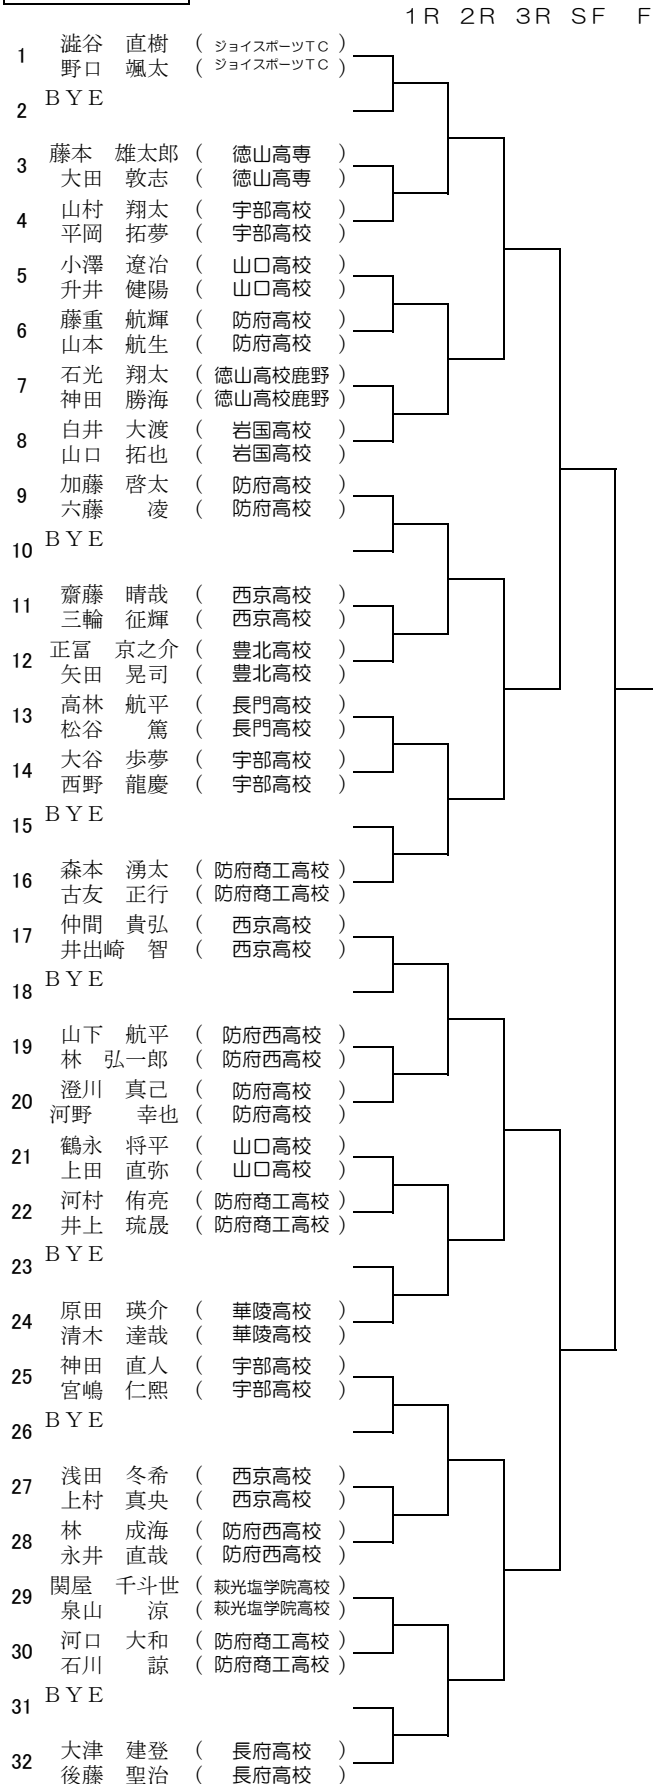 1R 2R 3R SF F
1 澁谷 直樹 ( ジョイスポーツTC )
野口 颯太 ( ジョイスポーツTC )
2 BYE
3 藤本 雄太郎 ( 徳山高専 )
大田 敦志 ( 徳山高専 )
4 山村 翔太 ( 宇部高校 )
平岡 拓夢 ( 宇部高校 )
5 小澤 遼冶 ( 山口高校 )
升井 健陽 ( 山口高校 )
6 藤重 航輝 ( 防府高校 )
山本 航生 ( 防府高校 )
7 石光 翔太 ( 徳山高校鹿野 )
神田 勝海 ( 徳山高校鹿野 )
8 白井 大渡 ( 岩国高校 )
山口 拓也 ( 岩国高校 )
9 加藤 啓太 ( 防府高校 )
六藤 凌 ( 防府高校 )
10 BYE
11 齋藤 晴哉 ( 西京高校 )
三輪 征輝 ( 西京高校 )
12 正冨 京之介 ( 豊北高校 )
矢田 晃司 ( 豊北高校 )
13 高林 航平 ( 長門高校 )
松谷 篤 ( 長門高校 )
14 大谷 歩夢 ( 宇部高校 )
西野 龍慶 ( 宇部高校 )
15 BYE
16 森本 湧太 ( 防府商工高校 )
古友 正行 ( 防府商工高校 )
17 仲間 貴弘 ( 西京高校 )
井出崎 智 ( 西京高校 )
18 BYE
19 山下 航平 ( 防府西高校 )
林 弘一郎 ( 防府西高校 )
20 澄川 真己 ( 防府高校 )
河野 幸也 ( 防府高校 )
21 鶴永 将平 ( 山口高校 )
上田 直弥 ( 山口高校 )
22 河村 侑亮 ( 防府商工高校 )
井上 琉晟 ( 防府商工高校 )
23 BYE
24 原田 瑛介 ( 華陵高校 )
清木 達哉 ( 華陵高校 )
25 神田 直人 ( 宇部高校 )
宮嶋 仁熙 ( 宇部高校 )
26 BYE
27 浅田 冬希 ( 西京高校 )
上村 真央 ( 西京高校 )
28 林 成海 ( 防府西高校 )
永井 直哉 ( 防府西高校 )
29 関屋 千斗世 ( 萩光塩学院高校 )
泉山 涼 ( 萩光塩学院高校 )
30 河口 大和 ( 防府商工高校 )
石川 諒 ( 防府商工高校 )
31 BYE
32 大津 建登 ( 長府高校 )
後藤 聖治 ( 長府高校 )